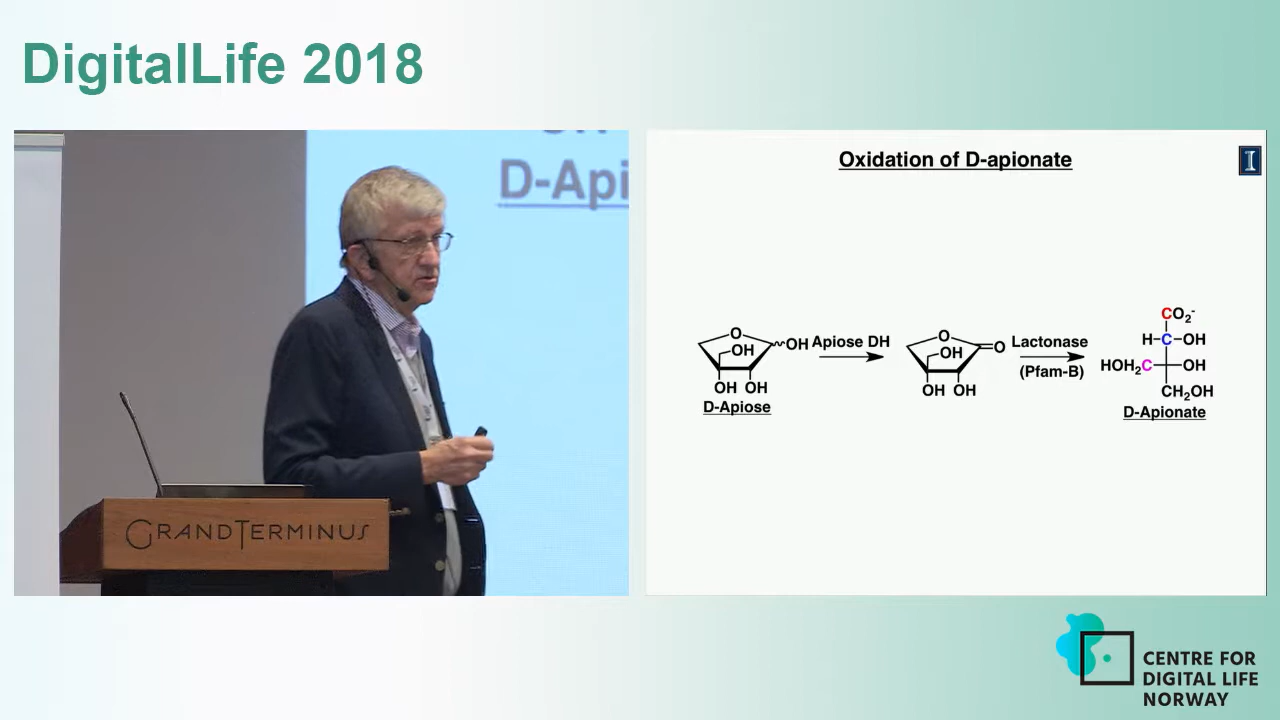 DigitalLife 2018
D-Api
GRANDTERMINUS
Oxidation of D-apionate
I
O
OH
OH
OH OH
D-Apiose
Apiose DH
O
O
OH
OH OH
Lactonase
(Pfam-B)
CO2-
H-C-OH
HOH2C OH
CH2OH
D-Apionate
CENTRE FOR
DIGITAL LIFE
NORWAY